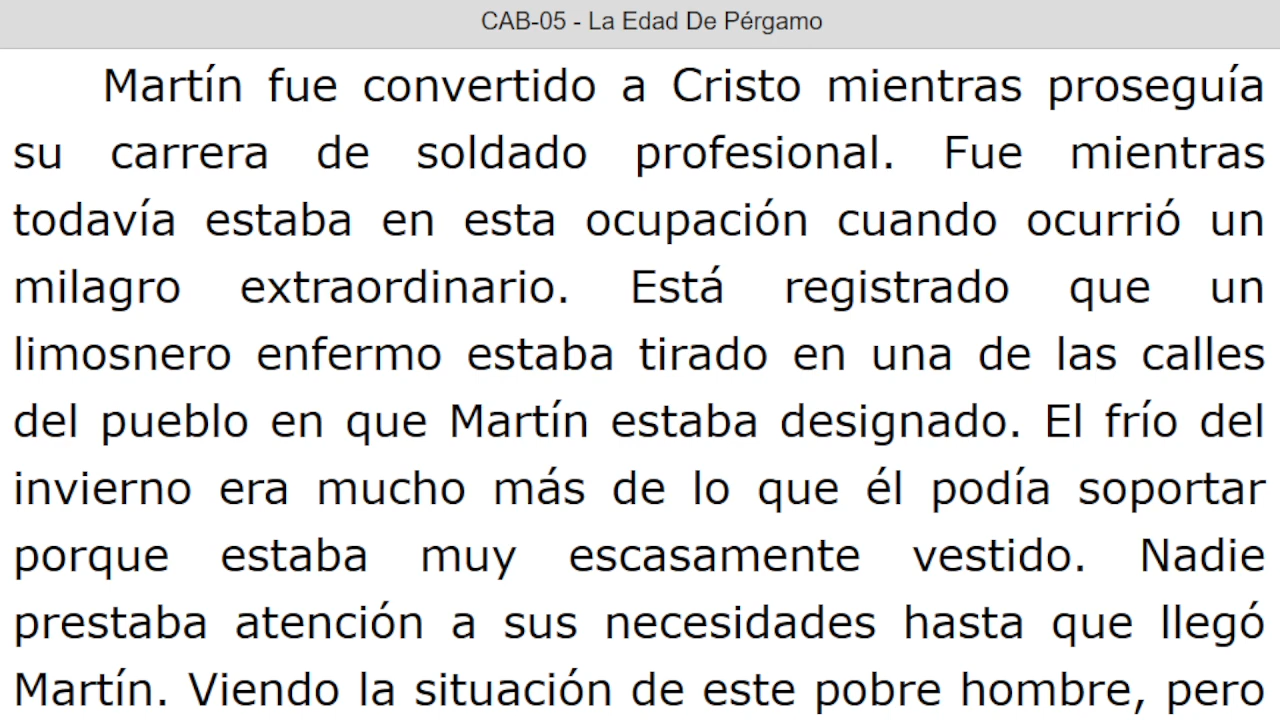 CAB-05 - La Edad De Pérgamo
Martín fue convertido a Cristo mientras proseguía
su carrera de soldado profesional. Fue mientras
todavía estaba en esta ocupación cuando ocurrió un
milagro extraordinario. Está registrado que un
limosnero enfermo estaba tirado en una de las calles
del pueblo en que Martín estaba designado. El frío del
invierno era mucho más de lo que él podía soportar
porque estaba muy escasamente vestido. Nadie
prestaba atención a sus necesidades hasta que llegó
Martín. Viendo la situación de este pobre hombre, pero